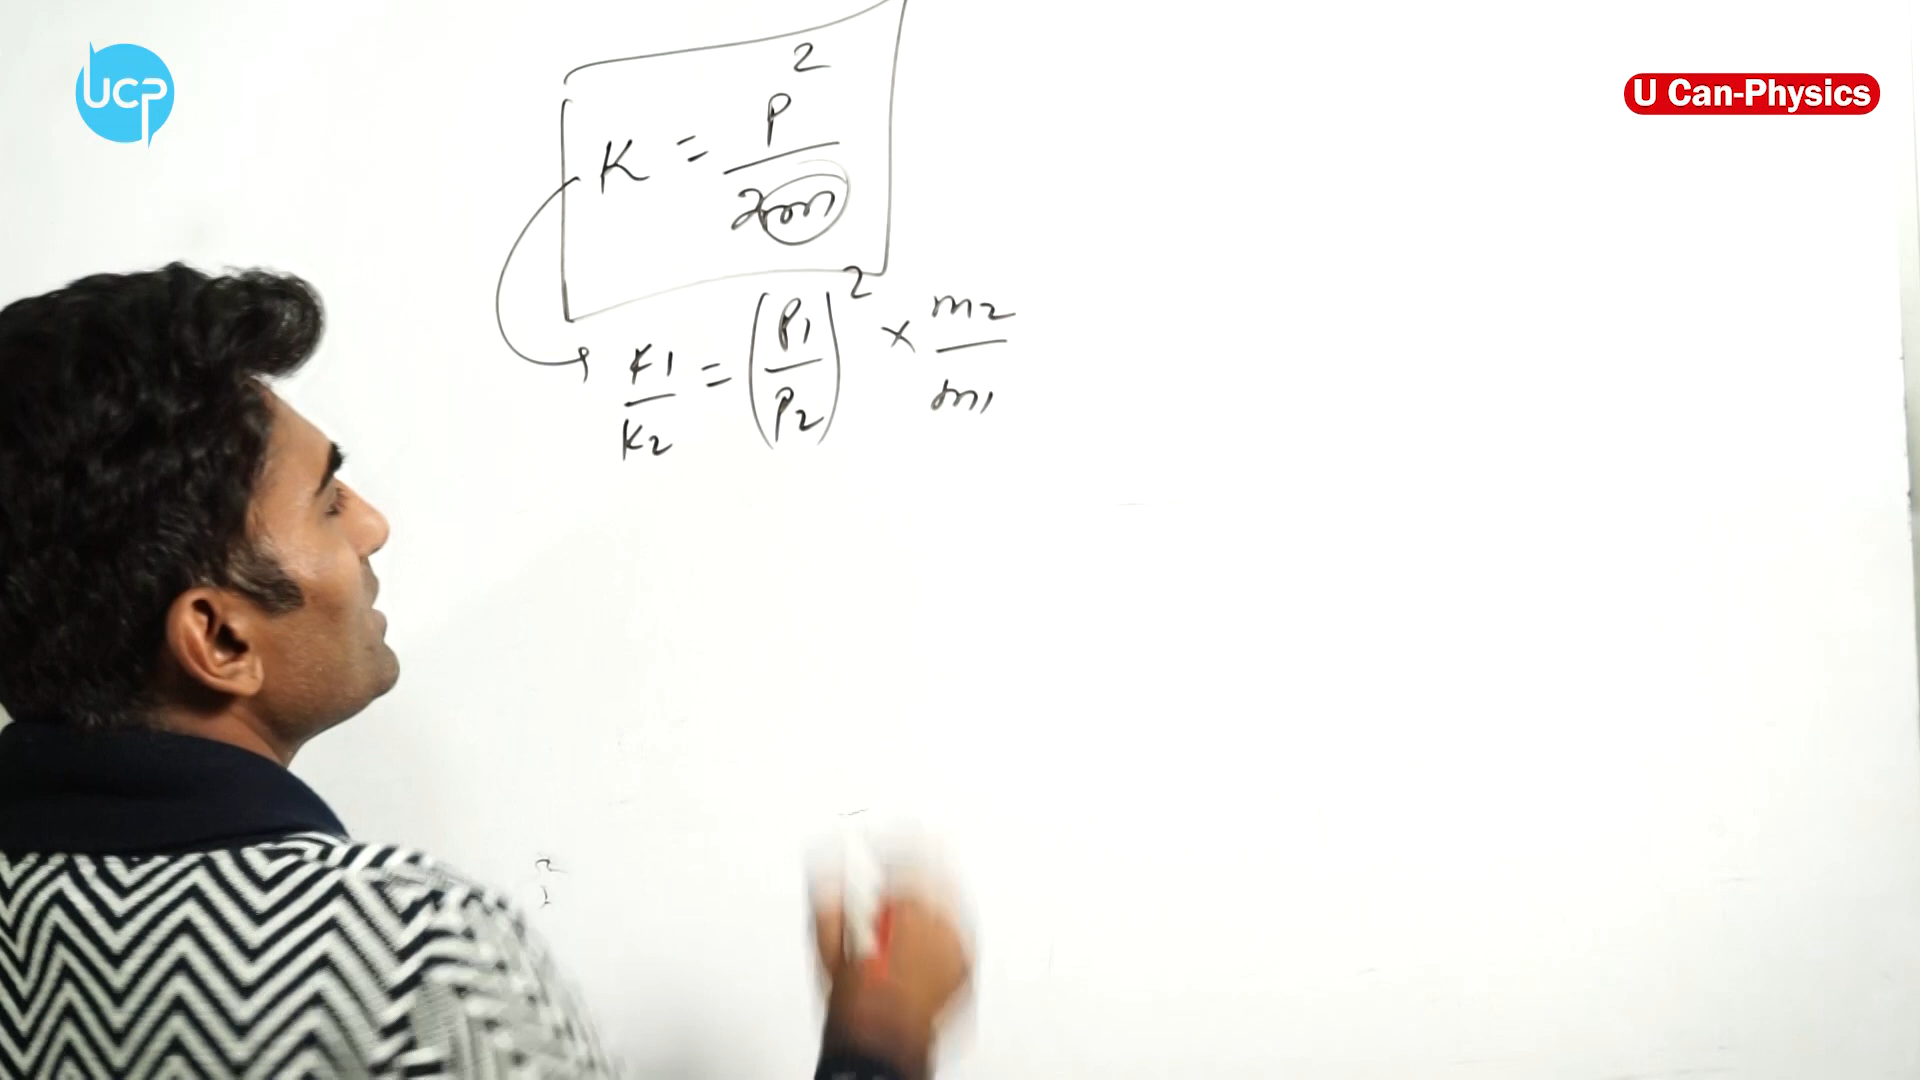 UCP
U Can-Physics
K = P² / 2m
K1 / K2 = (P1 / P2)² × m2 / m1